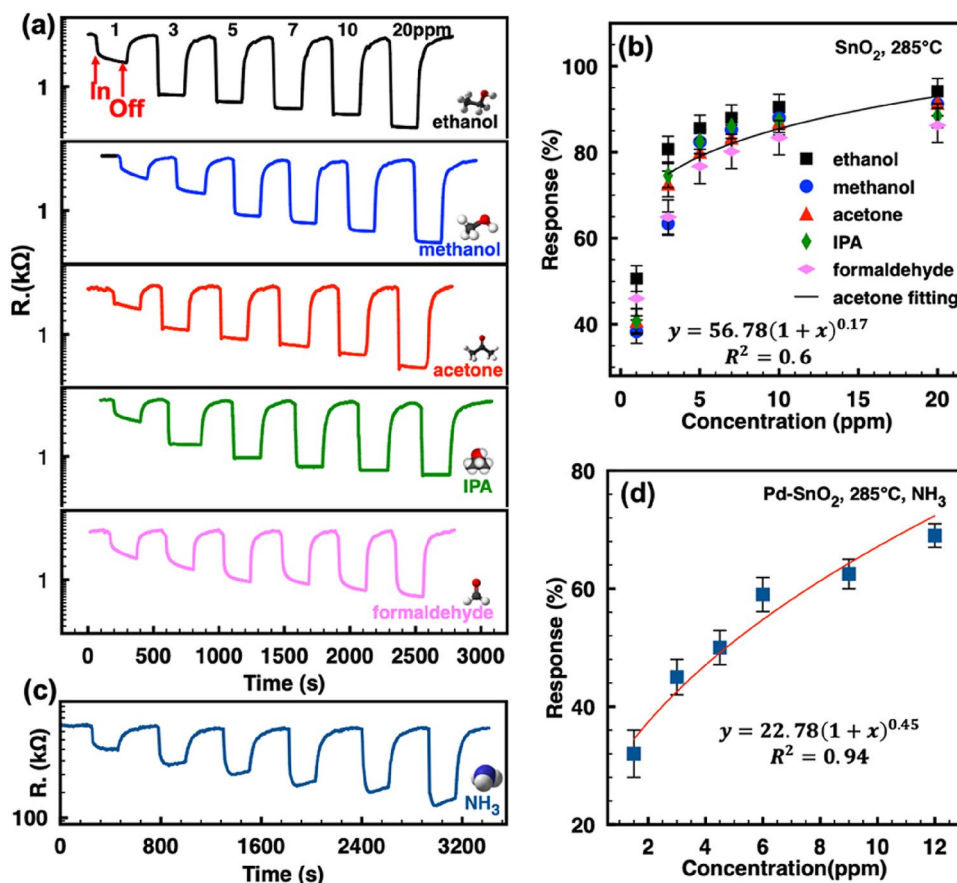 (a)
1 3 5 7 10 20ppm
In
Off
1
ethanol
1
methanol
R.(kΩ)
1
acetone
1
IPA
1
formaldehyde
0 500 1000 1500 2000 2500 3000
Time (s)
(b)
SnO₂, 285°C
100
80
60
40
Response (%)
ethanol
methanol
acetone
IPA
formaldehyde
acetone fitting
y = 56.78(1 + x)^0.17
R² = 0.6
0 5 10 15 20
Concentration (ppm)
(c)
R. (kΩ)
100
NH₃
0 800 1600 2400 3200
Time (s)
(d)
Pd-SnO₂, 285°C, NH₃
80
60
40
20
Response (%)
y = 22.78(1 + x)^0.45
R² = 0.94
2 4 6 8 10 12
Concentration(ppm)